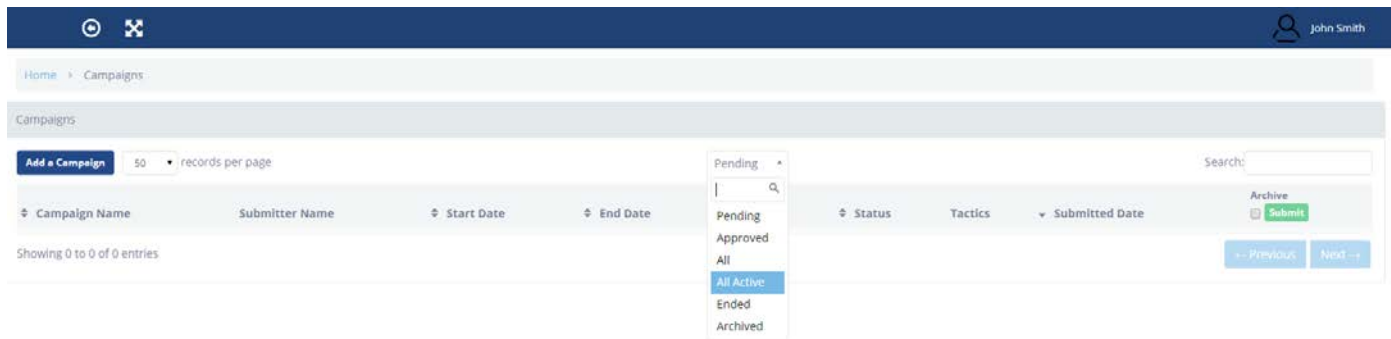 John Smith
Home › Campaigns
Campaigns
Add a Campaign 50 records per page Pending Search:
Campaign Name Submitter Name Start Date End Date Status Tactics Submitted Date Archive Submit
Pending
Approved
Showing 0 to 0 of 0 entries ← Previous Next →
All
All Active
Ended
Archived